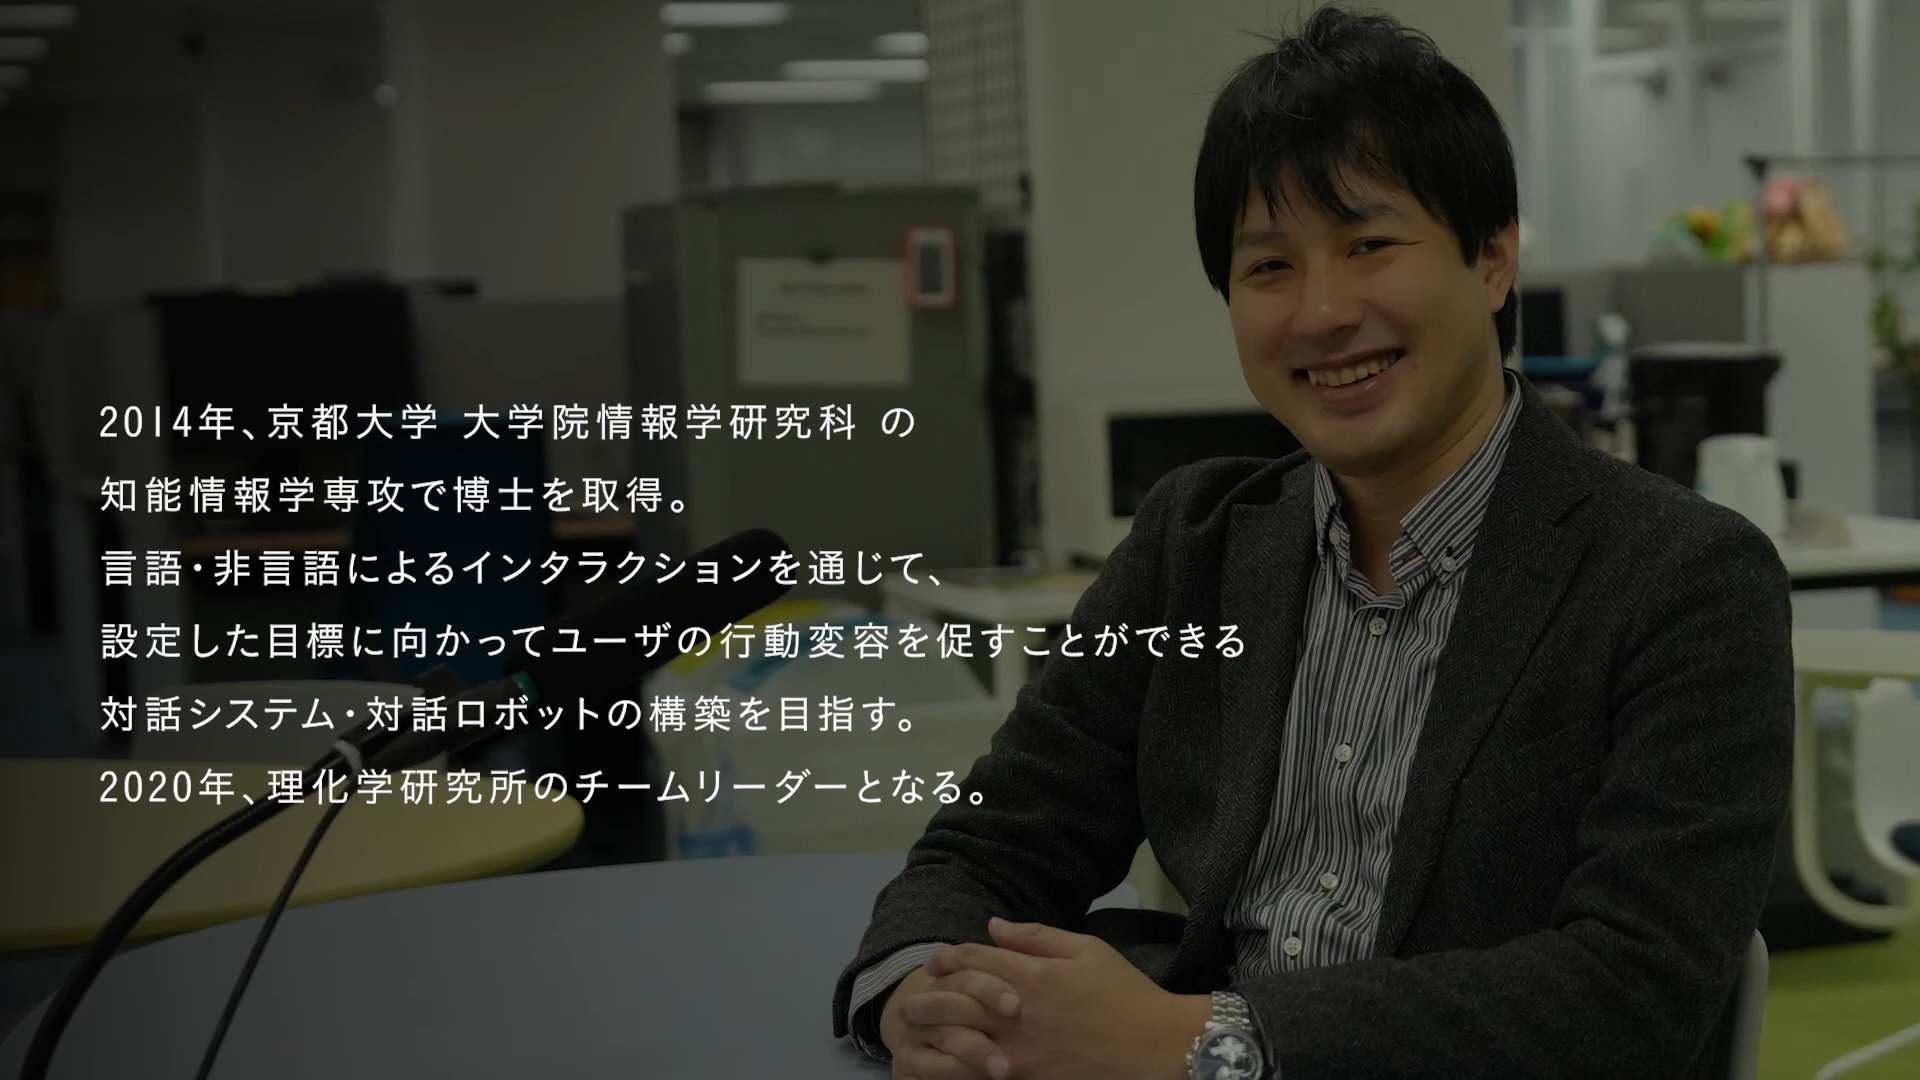 2014年、京都大学 大学院情報学研究科 の
知能情報学専攻で博士を取得。
言語・非言語によるインタラクションを通じて、
設定した目標に向かってユーザの行動変容を促すことができる
対話システム・対話ロボットの構築を目指す。
2020年、理化学研究所のチームリーダーとなる。